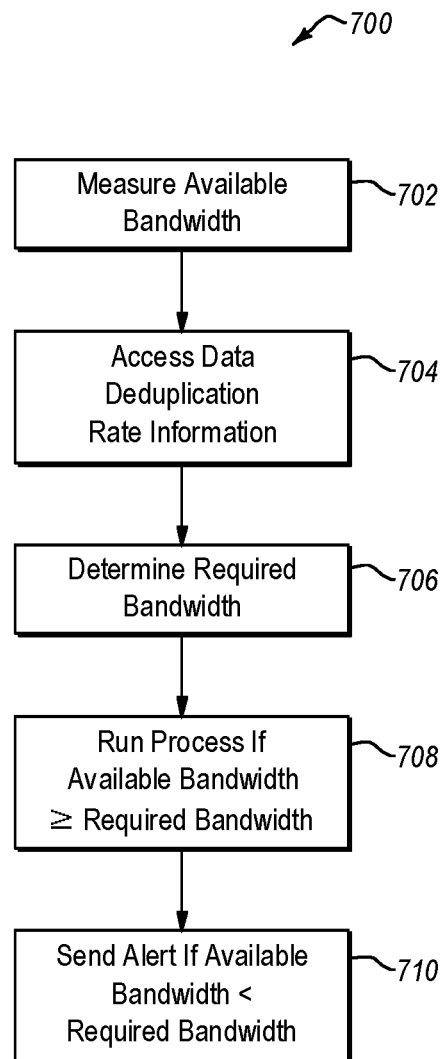 700
Measure Available
Bandwidth
702
Access Data
Deduplication
Rate Information
704
Determine Required
Bandwidth
706
Run Process If
Available Bandwidth
≧ Required Bandwidth
708
Send Alert If Available
Bandwidth <
Required Bandwidth
710